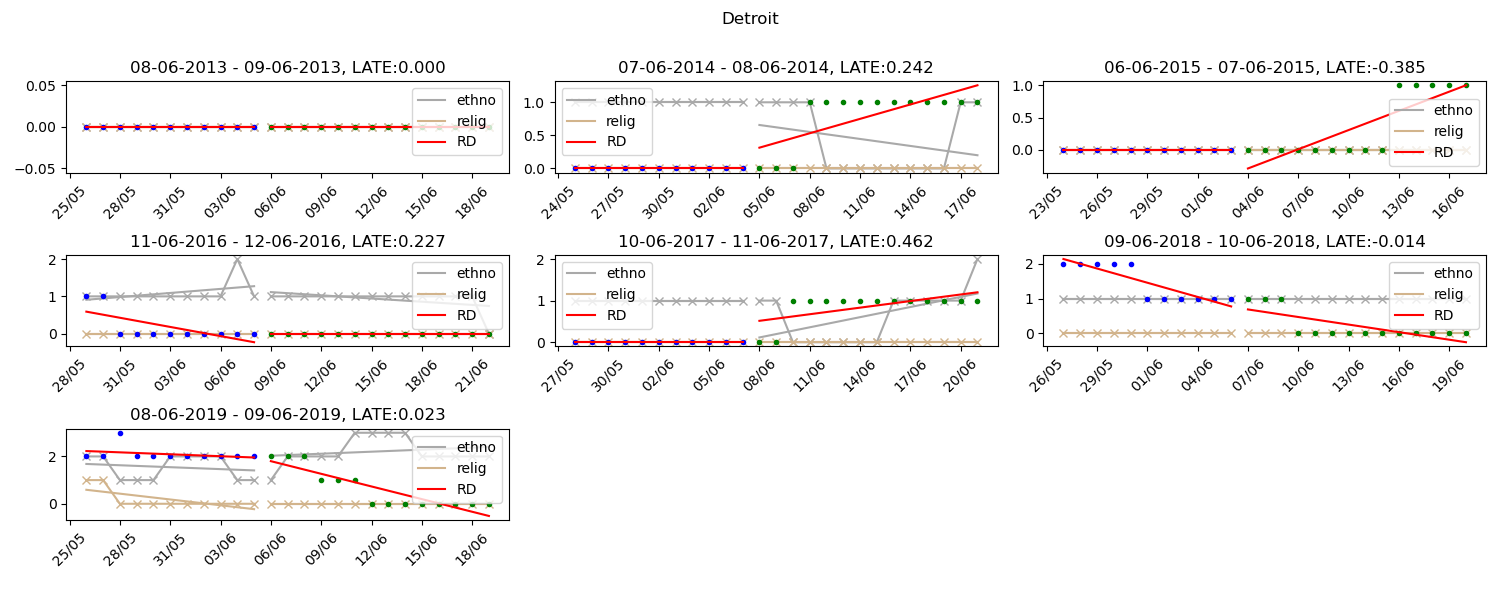 Detroit
08-06-2013 - 09-06-2013, LATE:0.000
0.05
0.00
−0.05
ethno
relig
RD
25/05 28/05 31/05 03/06 06/06 09/06 12/06 15/06 18/06
07-06-2014 - 08-06-2014, LATE:0.242
1.0
0.5
0.0
ethno
relig
RD
24/05 27/05 30/05 02/06 05/06 08/06 11/06 14/06 17/06
06-06-2015 - 07-06-2015, LATE:-0.385
1.0
0.5
0.0
ethno
relig
RD
23/05 26/05 29/05 01/06 04/06 07/06 10/06 13/06 16/06
11-06-2016 - 12-06-2016, LATE:0.227
2
1
0
ethno
relig
RD
28/05 31/05 03/06 06/06 09/06 12/06 15/06 18/06 21/06
10-06-2017 - 11-06-2017, LATE:0.462
2
1
0
ethno
relig
RD
27/05 30/05 02/06 05/06 08/06 11/06 14/06 17/06 20/06
09-06-2018 - 10-06-2018, LATE:-0.014
2
1
0
ethno
relig
RD
26/05 29/05 01/06 04/06 07/06 10/06 13/06 16/06 19/06
08-06-2019 - 09-06-2019, LATE:0.023
2
0
ethno
relig
RD
25/05 28/05 31/05 03/06 06/06 09/06 12/06 15/06 18/06